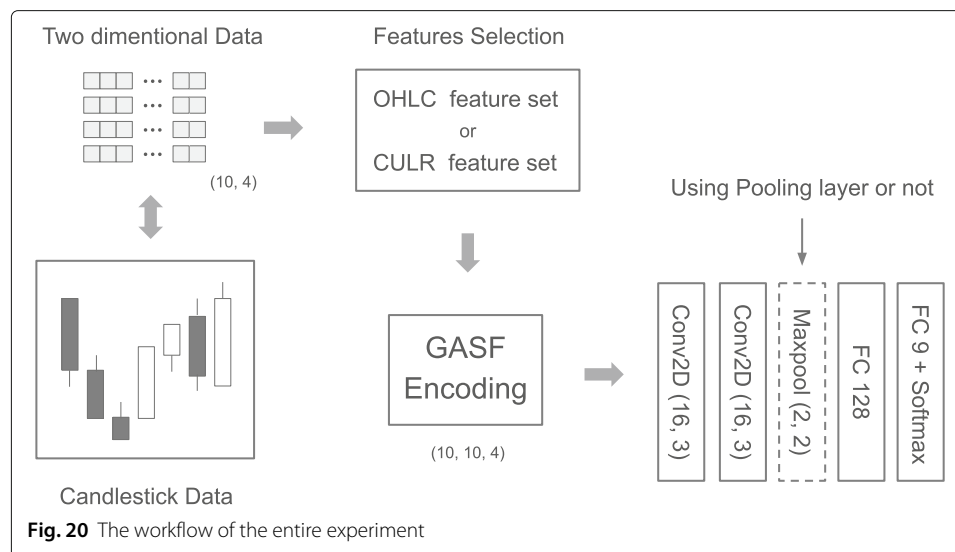 Two dimentional Data
Features Selection
••• 
•••
•••
•••
(10, 4)
OHLC feature set
or
CULR feature set
Using Pooling layer or not
GASF
Encoding
(10, 10, 4)
Conv2D (16, 3)
Conv2D (16, 3)
Maxpool (2, 2)
FC 128
FC 9 + Softmax
Candlestick Data
Fig. 20 The workflow of the entire experiment